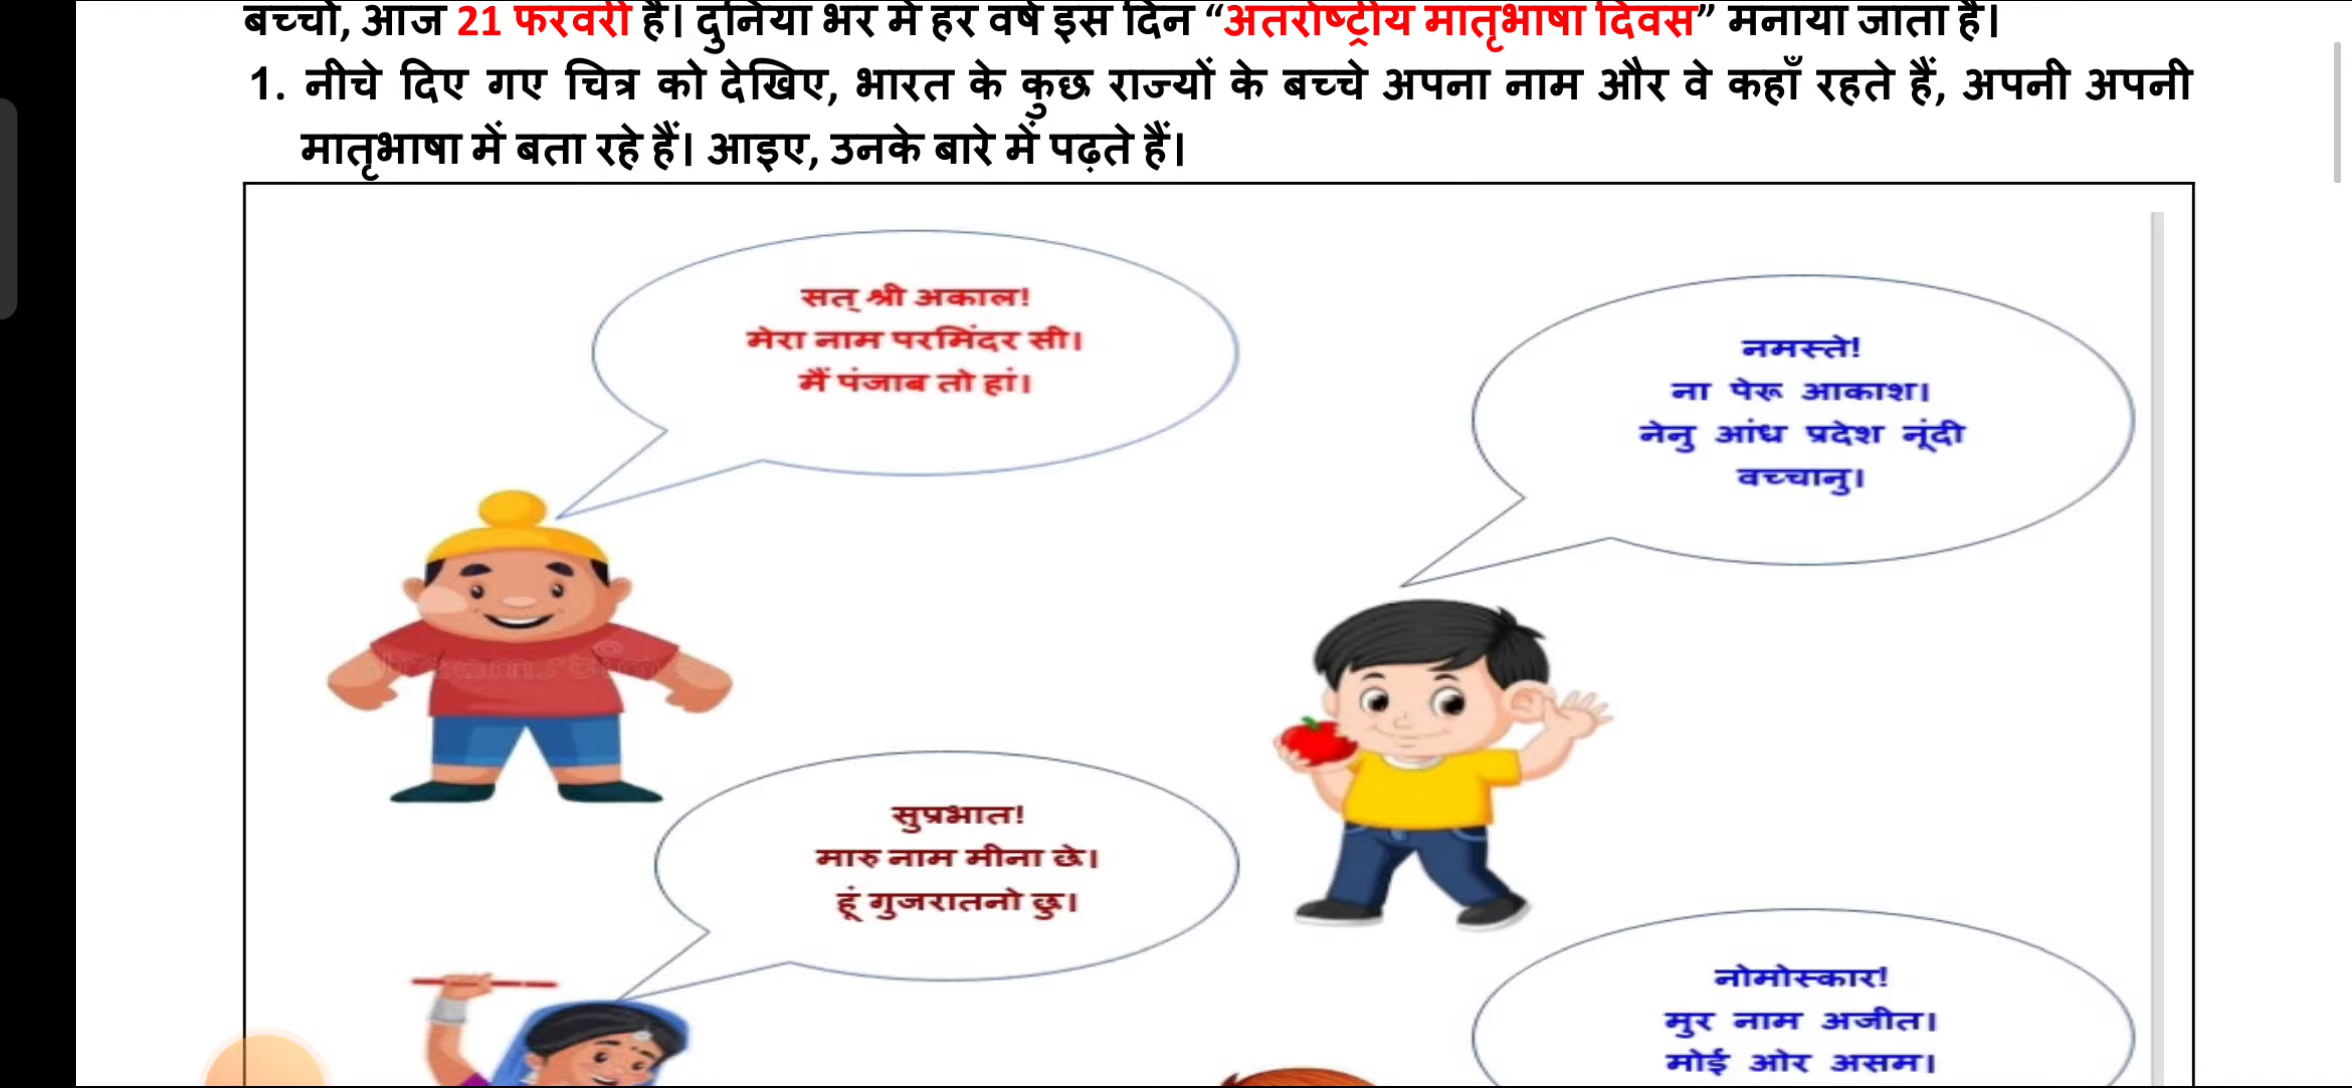 बच्चों, आज 21 फरवरी है। दुनिया भर में हर वर्ष इस दिन “अंतर्राष्ट्रीय मातृभाषा दिवस” मनाया जाता है।
1. नीचे दिए गए चित्र को देखिए, भारत के कुछ राज्यों के बच्चे अपना नाम और वे कहाँ रहते हैं, अपनी अपनी
मातृभाषा में बता रहे हैं। आइए, उनके बारे में पढ़ते हैं।
सत् श्री अकाल!
मेरा नाम परमिंदर सी।
मैं पंजाब तो हां।
नमस्ते!
ना पेरू आकाश।
नेनु आंध प्रदेश नूंदी
वच्चानु।
सुप्रभात!
मारु नाम मीना छे।
हूं गुजरातनो छु।
नोमोस्कार!
मुर नाम अजीत।
मोई ओर असम।